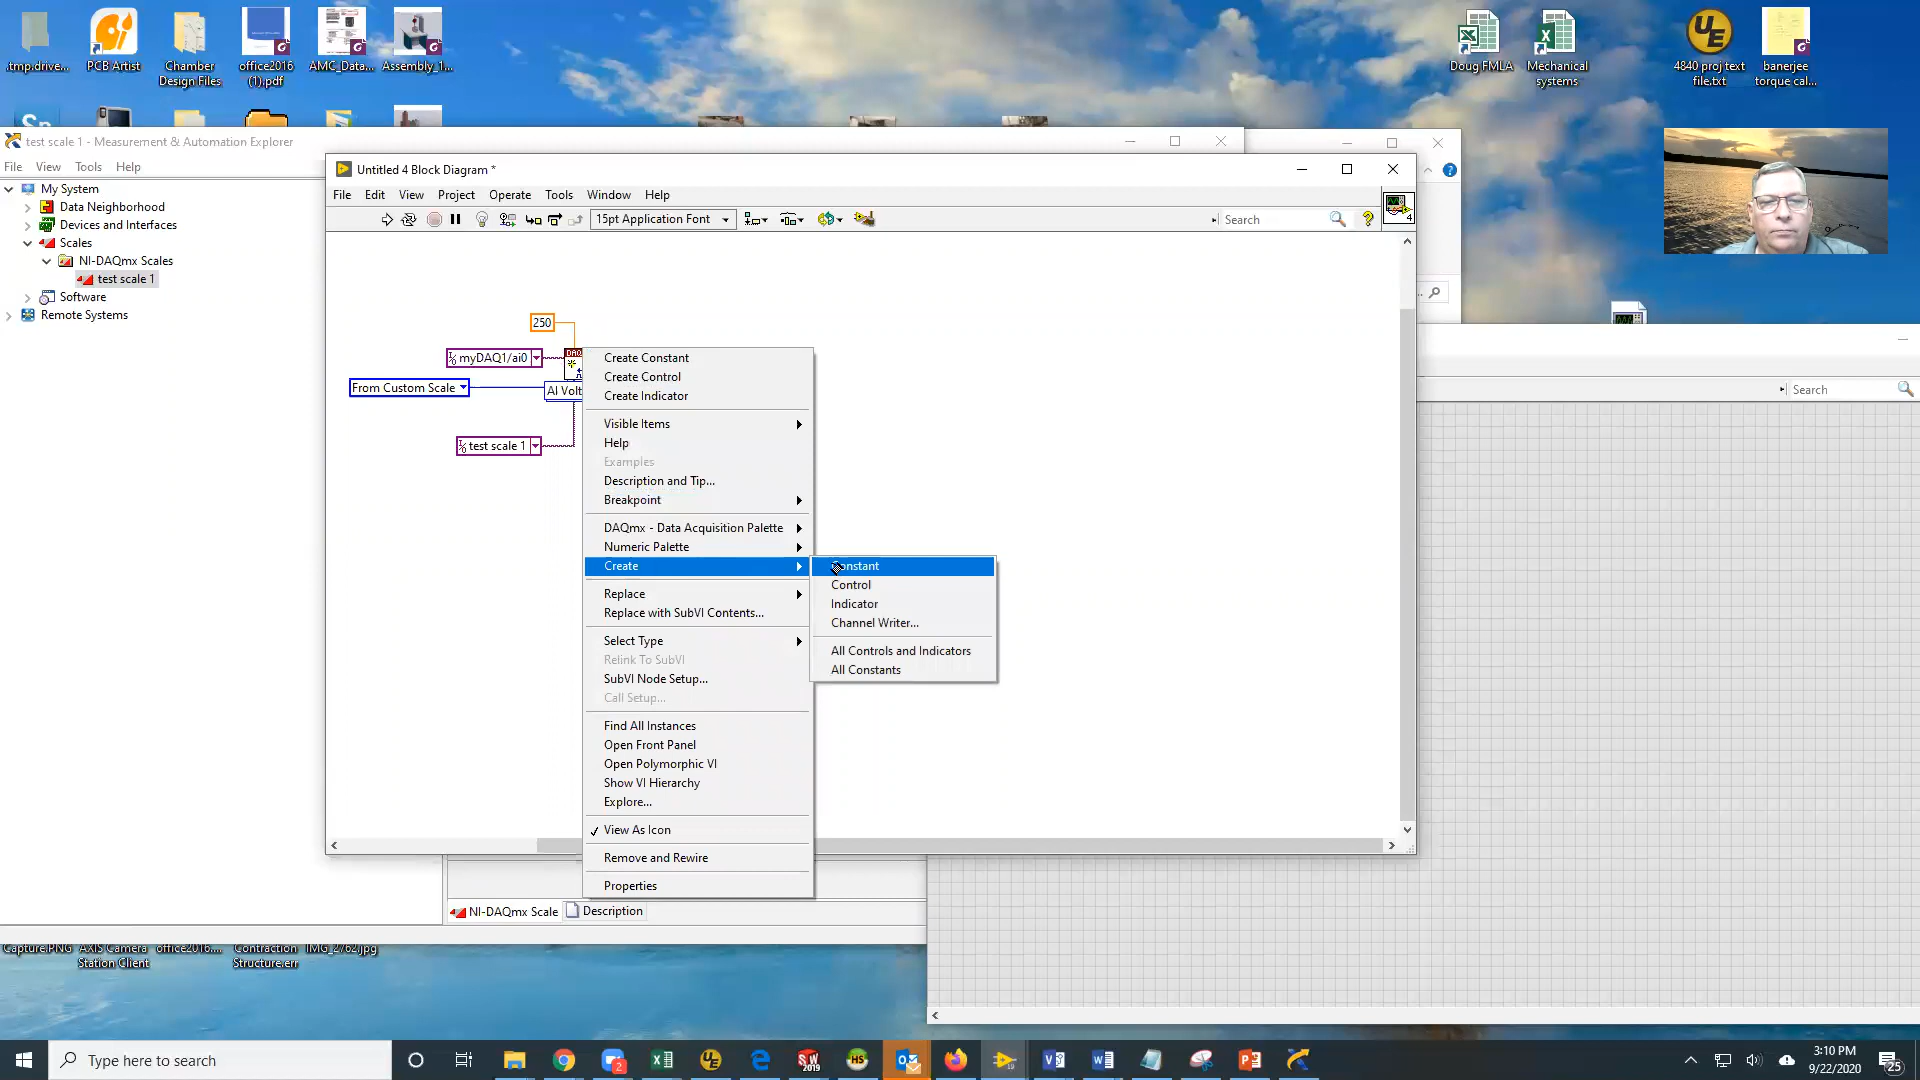 .tmp.drive...
PCB Artist
Chamber
Design Files
office2016
(1).pdf
AMC_Data...
Assembly_1...
Doug FMLA
Mechanical
systems
4840 proj text
file.txt
banerjee
torque cal...
test scale 1 - Measurement & Automation Explorer
File View Tools Help
My System
Data Neighborhood
Devices and Interfaces
Scales
NI-DAQmx Scales
test scale 1
Software
Remote Systems
Untitled 4 Block Diagram *
File Edit View Project Operate Tools Window Help
15pt Application Font
Search
4
250
myDAQ1/ai0
From Custom Scale
AI Volt
test scale 1
Create Constant
Create Control
Create Indicator
Visible Items
Help
Examples
Description and Tip...
Breakpoint
DAQmx - Data Acquisition Palette
Numeric Palette
Create
Replace
Replace with SubVI Contents...
Select Type
Relink To SubVI
SubVI Node Setup...
Call Setup...
Find All Instances
Open Front Panel
Open Polymorphic VI
Show VI Hierarchy
Explore...
View As Icon
Remove and Rewire
Properties
Constant
Control
Indicator
Channel Writer...
All Controls and Indicators
All Constants
Search
NI-DAQmx Scale
Description
Capture.PNG
AXIS Camera
Station Client
office2016....
Contraction
Structure.err
IMG_2762.jpg
Type here to search
3:10 PM
9/22/2020
25